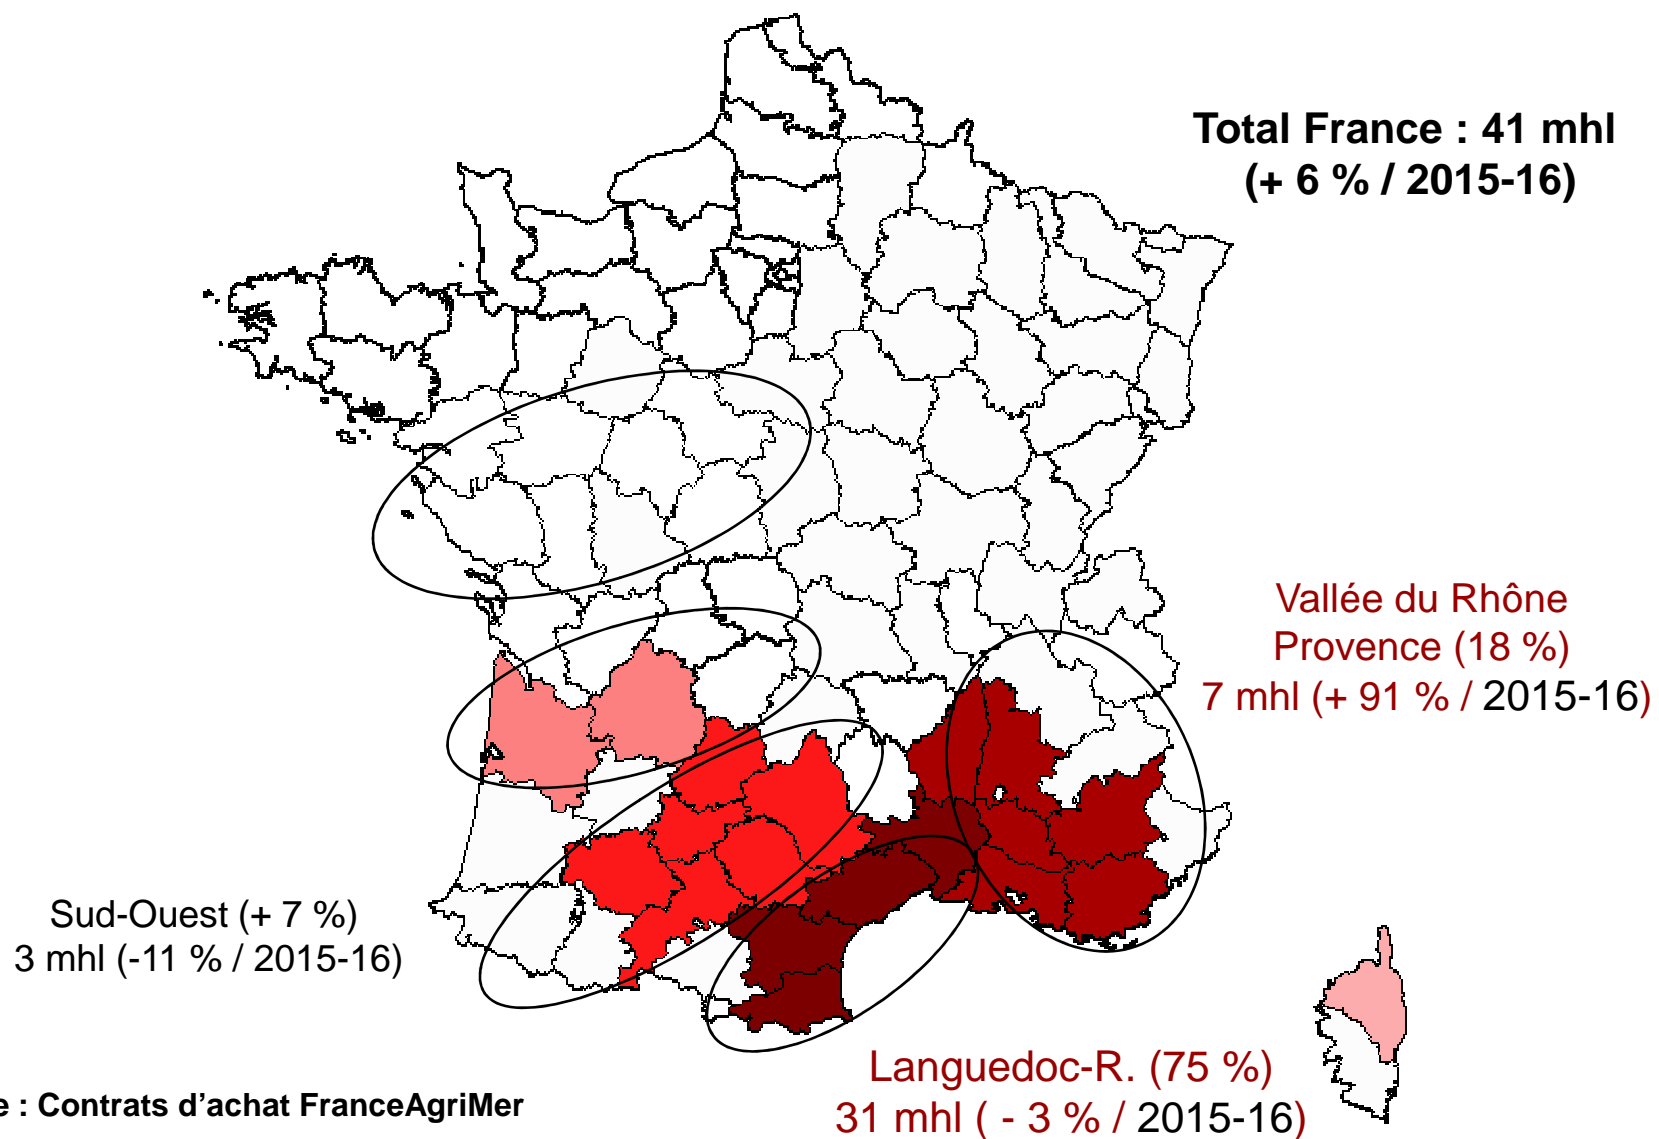 Total France : 41 mhl
(+ 6 % / 2015-16)
Vallée du Rhône
Provence (18 %)
7 mhl (+ 91 % / 2015-16)
Sud-Ouest (+ 7 %)
3 mhl (-11 % / 2015-16)
Languedoc-R. (75 %)
31 mhl ( - 3 % / 2015-16)
e : Contrats d’achat FranceAgriMer